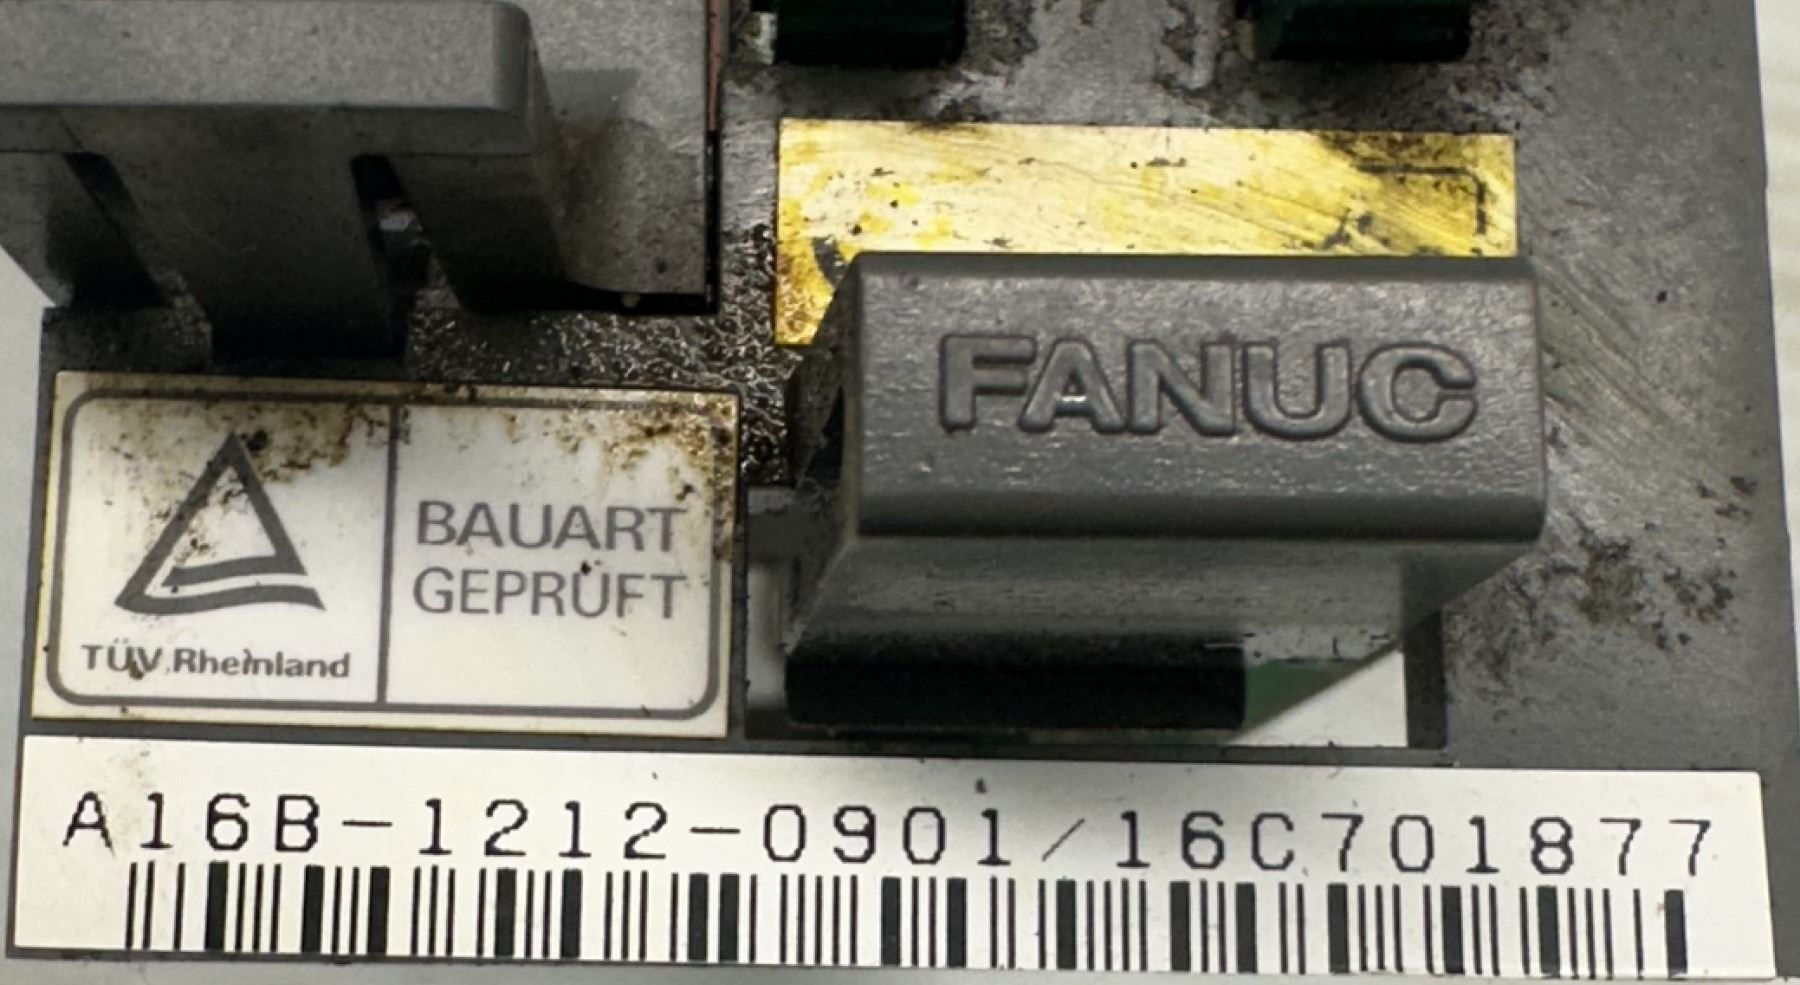 FANUC
BAUART
GEPRÜFT
TÜV Rheinland
A16B-1212-0901/16C701877